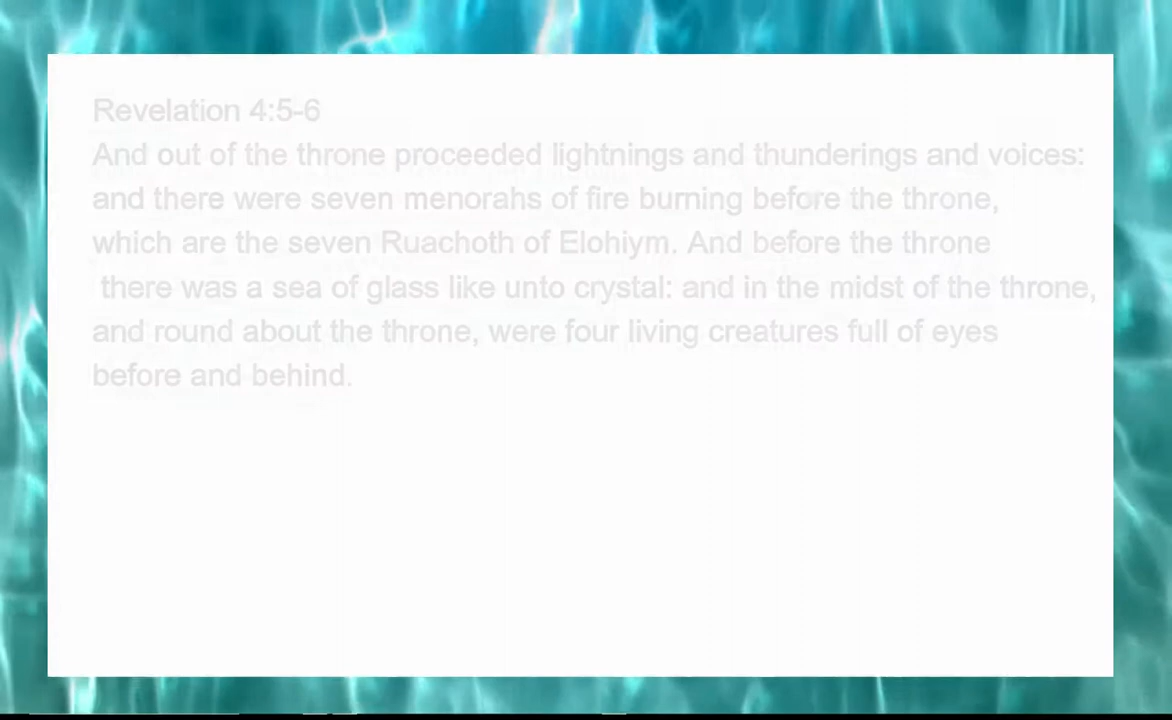 Revelation 4:5-6
And out of the throne proceeded lightnings and thunderings and voices:
and there were seven menorahs of fire burning before the throne,
which are the seven Ruachoth of Elohiym. And before the throne
there was a sea of glass like unto crystal: and in the midst of the throne,
and round about the throne, were four living creatures full of eyes
before and behind.